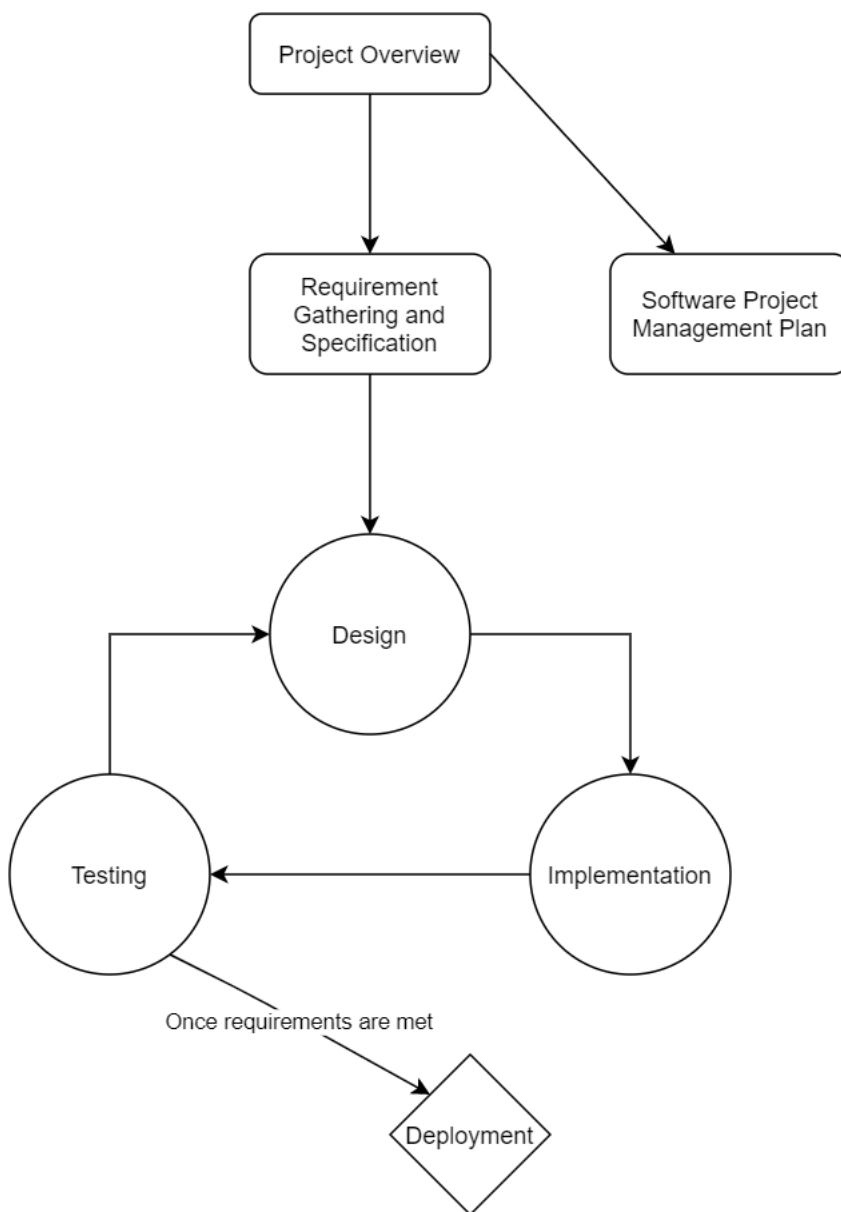 Project Overview
Requirement
Gathering and
Specification
Software Project
Management Plan
Design
Testing
Implementation
Once requirements are met
Deployment